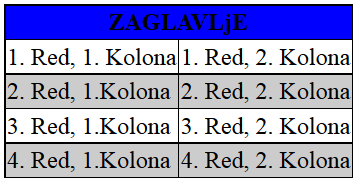 ZAGLAVLjE
1. Red, 1. Kolona 1. Red, 2. Kolona
2. Red, 1.Kolona 2. Red, 2. Kolona
3. Red, 1.Kolona 3. Red, 2. Kolona
4. Red, 1.Kolona 4. Red, 2. Kolona